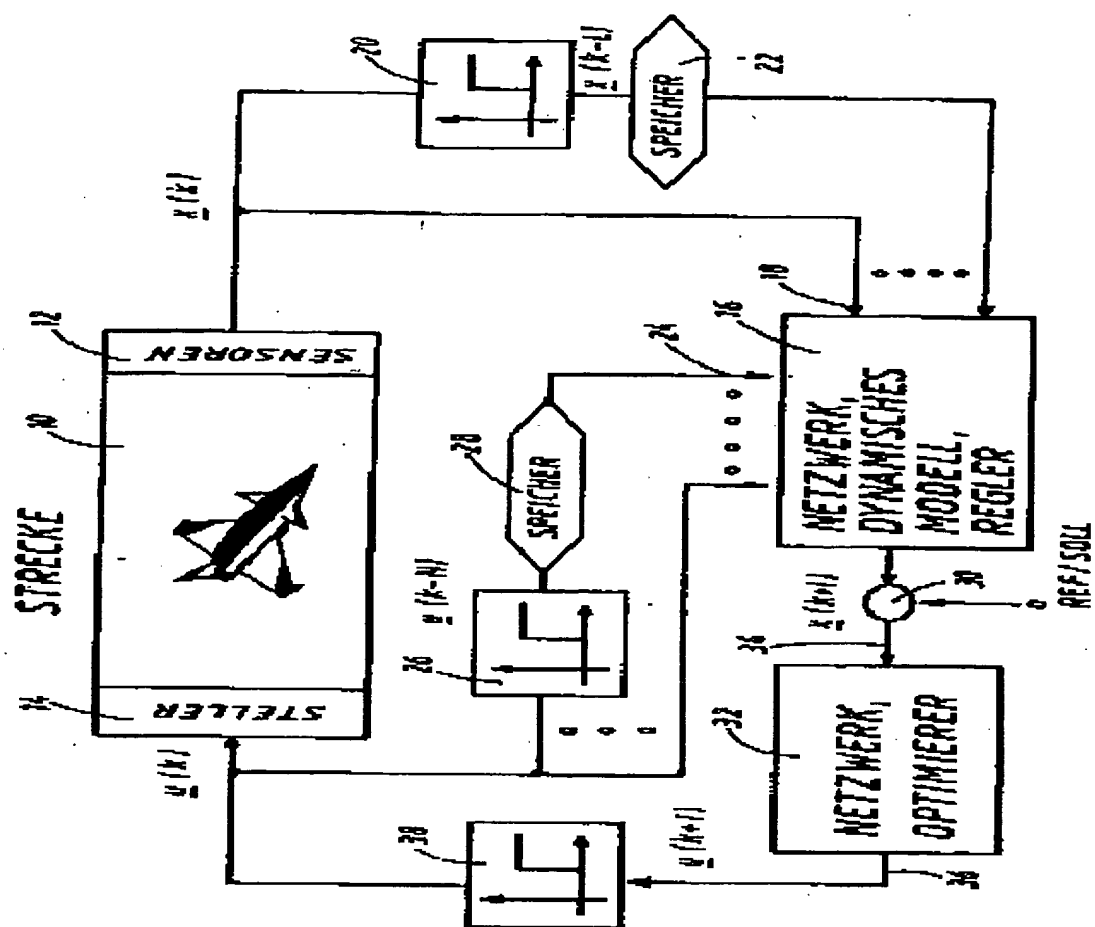 STRECKE
14
10
12
STELLER
SENSOREN
u(k)
x(k)
38
26
u(k-N)
28
SPEICHER
20
x(k-L)
SPEICHER
22
24
u(k+1)
32
x(k+1)
16
18
34
NETZWERK,
OPTIMIERER
NETZWERK,
DYNAMISCHES
MODELL,
REGLER
36
30
REF/SOLL